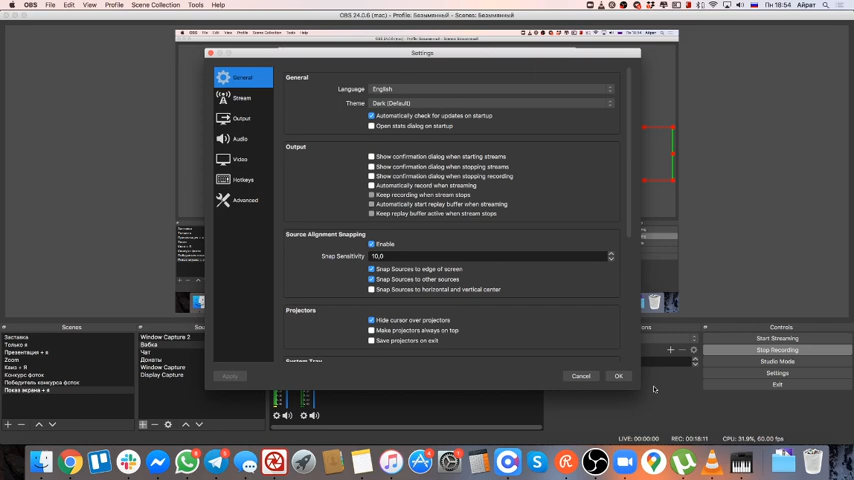 OBS File Edit View Profile Scene Collection Tools Help Пн 18:54 Айрат
OBS 24.0.6 (mac) - Profile: Безымянный - Scenes: Безымянный
Settings
General
Stream
Output
Audio
Video
Hotkeys
Advanced
General
Language English
Theme Dark (Default)
Automatically check for updates on startup
Open stats dialog on startup
Output
Show confirmation dialog when starting streams
Show confirmation dialog when stopping streams
Show confirmation dialog when stopping recording
Automatically record when streaming
Keep recording when stream stops
Automatically start replay buffer when streaming
Keep replay buffer active when stream stops
Source Alignment Snapping
Enable
Snap Sensitivity 10,0
Snap Sources to edge of screen
Snap Sources to other sources
Snap Sources to horizontal and vertical center
Projectors
Hide cursor over projectors
Make projectors always on top
Save projectors on exit
System Tray
Apply
Cancel OK
Scenes
Заставка
Только я
Презентация + я
Zoom
Камэ + Я
Конкурс фоток
Победитель конкурса фоток
Показ экрана + я
Window Capture 2
Вэбка
Чат
Донаты
Window Capture
Display Capture
Controls
Start Streaming
Stop Recording
Studio Mode
Settings
Exit
LIVE: 00:00:00 REC: 00:18:11 CPU: 31.9%, 60.00 fps